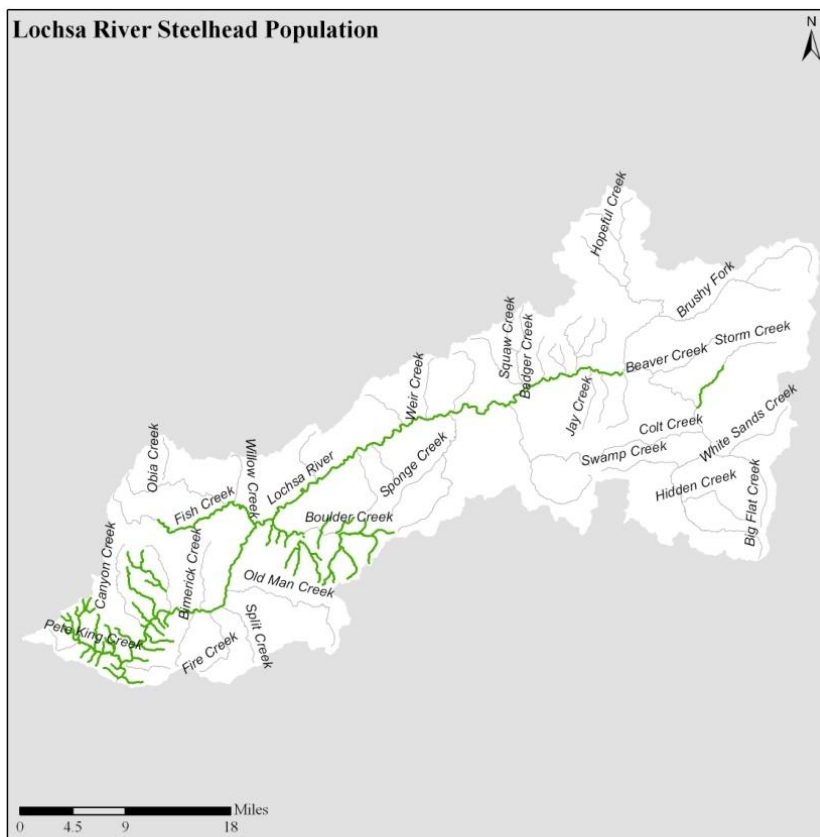 Lochsa River Steelhead Population
N
Hopeful Creek
Brushy Fork
Storm Creek
Beaver Creek
Squaw Creek
Badger Creek
Jay Creek
Weir Creek
Colt Creek
White Sands Creek
Swamp Creek
Hidden Creek
Big Flat Creek
Sponge Creek
Lochsa River
Willow Creek
Obia Creek
Fish Creek
Boulder Creek
Canyon Creek
Bimerick Creek
Old Man Creek
Pete King Creek
Fire Creek
Split Creek
Miles
0 4.5 9 18